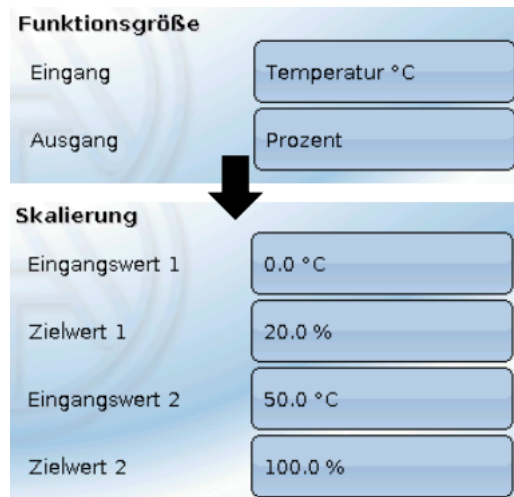 Funktionsgröße
Eingang Temperatur °C
Ausgang Prozent
Skalierung
Eingangswert 1 0.0 °C
Zielwert 1 20.0 %
Eingangswert 2 50.0 °C
Zielwert 2 100.0 %